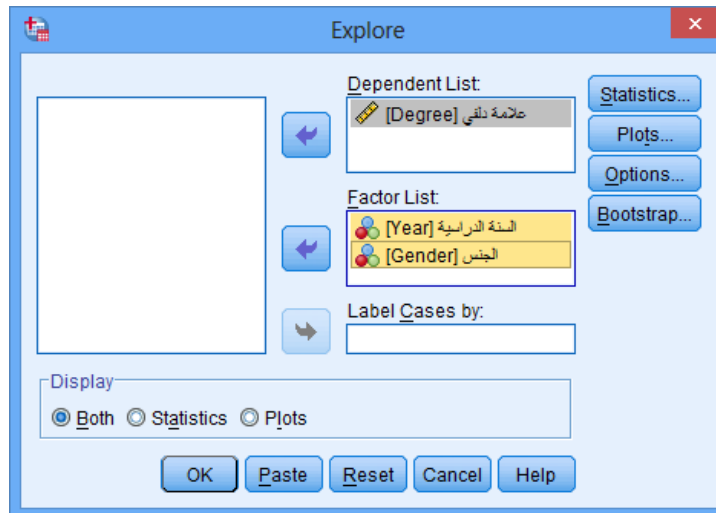 Explore
Dependent List:
علامة دلفي [Degree]
Factor List:
السنة الدراسية [Year]
الجنس [Gender]
Label Cases by:
Statistics...
Plots...
Options...
Bootstrap...
Display
Both Statistics Plots
OK Paste Reset Cancel Help